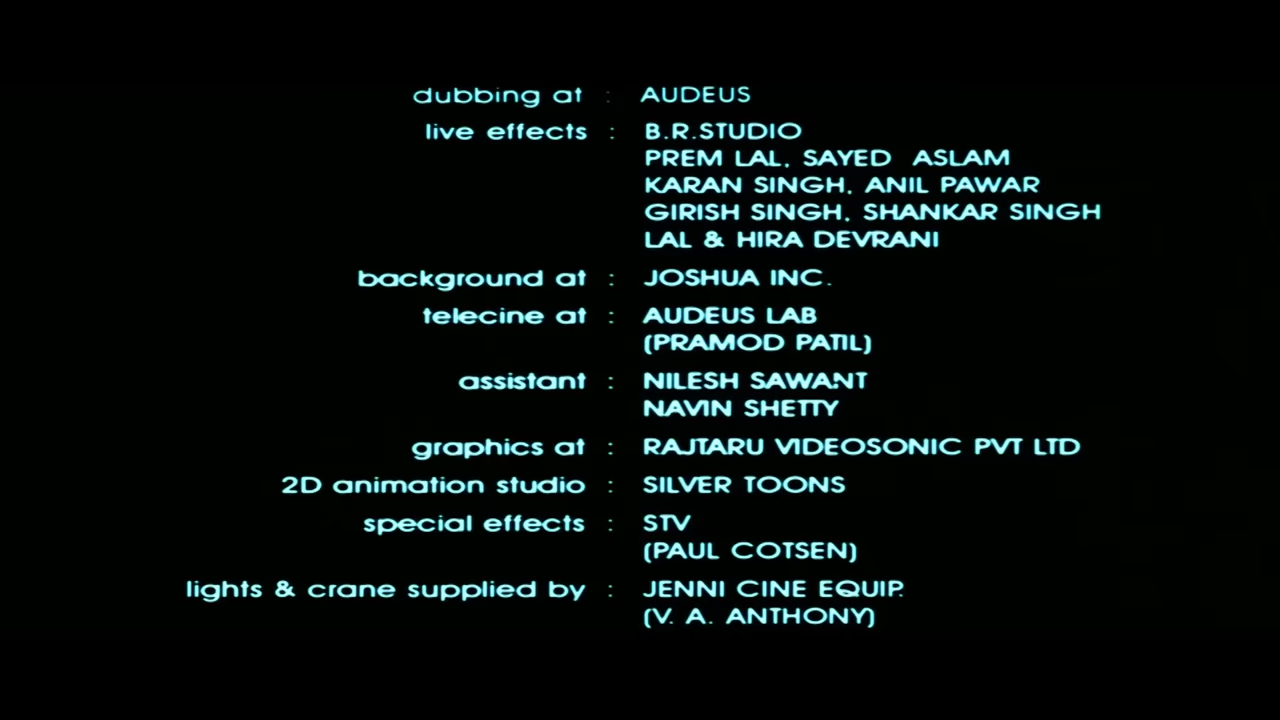 dubbing at : AUDEUS
live effects : B.R.STUDIO
PREM LAL, SAYED ASLAM
KARAN SINGH, ANIL PAWAR
GIRISH SINGH, SHANKAR SINGH
LAL & HIRA DEVRANI
background at : JOSHUA INC.
telecine at : AUDEUS LAB
(PRAMOD PATIL)
assistant : NILESH SAWANT
NAVIN SHETTY
graphics at : RAJTARU VIDEOSONIC PVT LTD
2D animation studio : SILVER TOONS
special effects : STV
(PAUL COTSEN)
lights & crane supplied by : JENNI CINE EQUIP.
(V. A. ANTHONY)